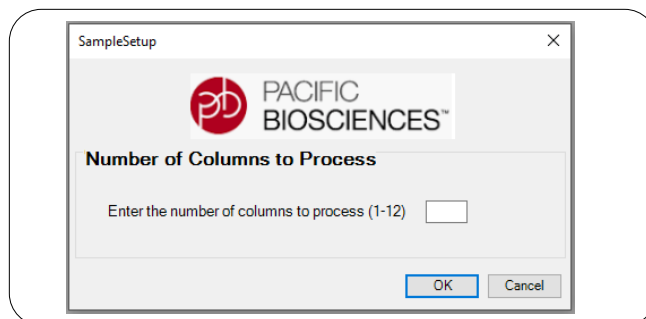 SampleSetup
PACIFIC
BIOSCIENCES™
Number of Columns to Process
Enter the number of columns to process (1-12)
OK Cancel